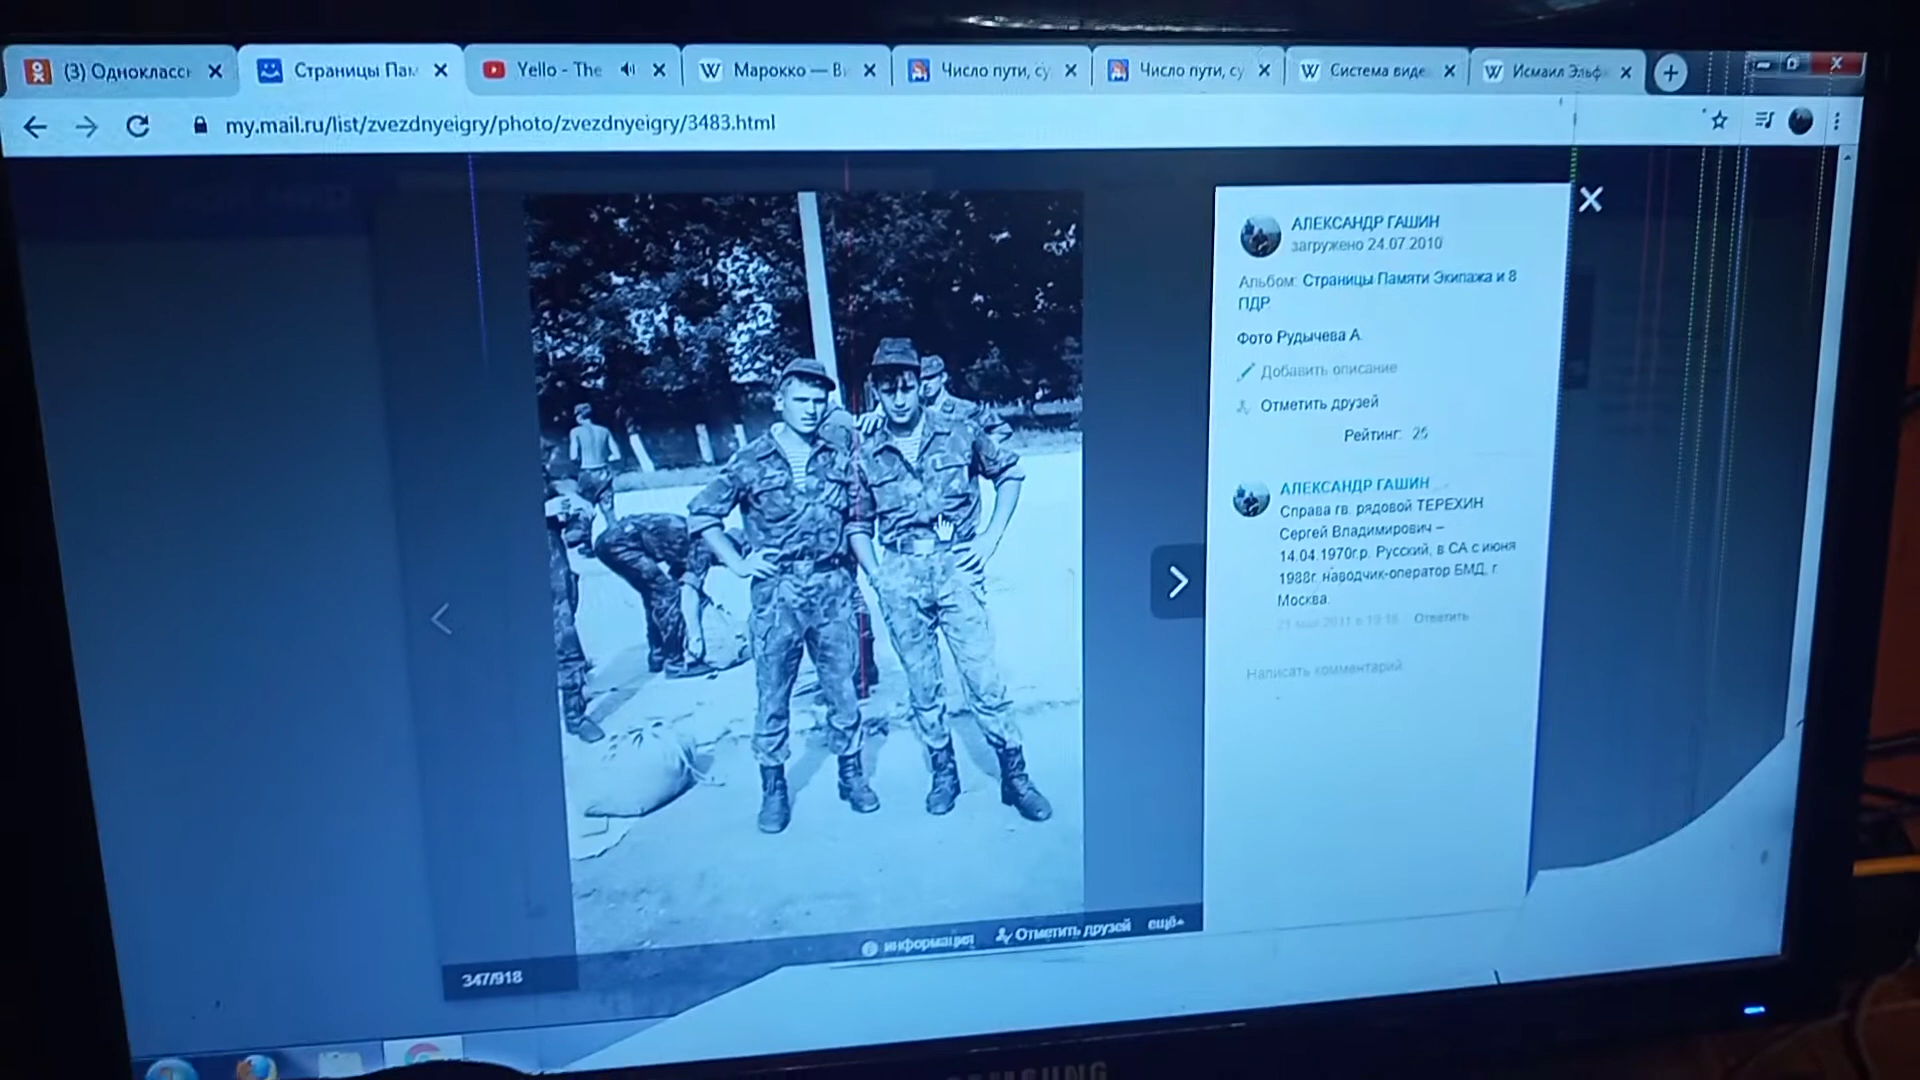 (3) Одноклассн
Страницы Пам
Yello - The
Марокко — Ви
Число пути, су
Число пути, су
Система виде
Исмаил Эльф
my.mail.ru/list/zvezdnyeigry/photo/zvezdnyeigry/3483.html
АЛЕКСАНДР ГАШИН
загружено 24.07.2010
Альбом: Страницы Памяти Экипажа и 8
ПДР
Фото Рудычева А.
Добавить описание
Отметить друзей
Рейтинг: 25
АЛЕКСАНДР ГАШИН
Справа гв. рядовой ТЕРЕХИН
Сергей Владимирович –
14.04.1970г.р. Русский, в СА с июня
1988г. наводчик-оператор БМД, г.
Москва.
Ответить
Написать комментарий
информация
Отметить друзей
ещё
347/918
SAMSUNG